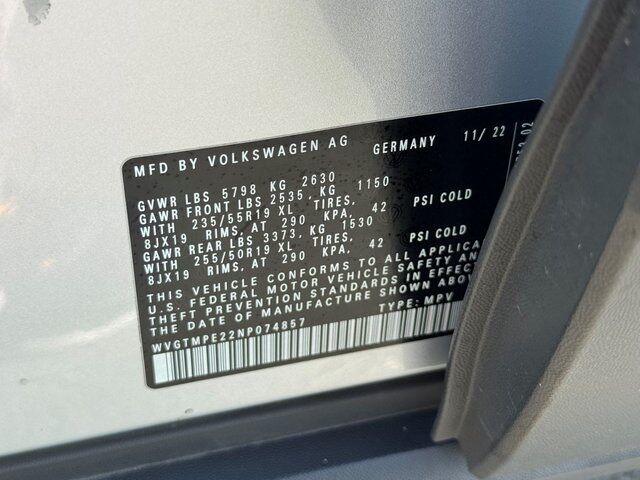 MFD BY VOLKSWAGEN AG GERMANY 11/ 22
GVWR LBS 5798 KG 2630
GAWR FRONT LBS 2535, KG 1150
WITH 235/55R19 XL TIRES,
8JX19 RIMS, AT 290 KPA, 42 PSI COLD
GAWR REAR LBS 3373, KG 1530
WITH 255/50R19 XL TIRES,
8JX19 RIMS, AT 290 KPA, 42 PSI COLD
THIS VEHICLE CONFORMS TO ALL APPLICA
U.S. FEDERAL MOTOR VEHICLE SAFETY AN
THEFT PREVENTION STANDARDS IN EFFEC
THE DATE OF MANUFACTURE SHOWN ABOV
WVGTMPE22NP074857 TYPE: MPV